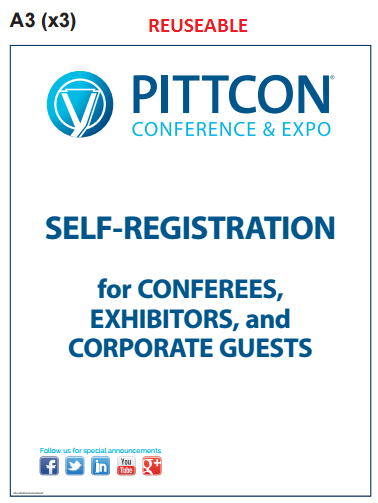 A3 (x3)
REUSEABLE
PITTCON®
CONFERENCE & EXPO
SELF-REGISTRATION
for CONFEREES,
EXHIBITORS, and
CORPORATE GUESTS
Follow us for special announcements
You Tube